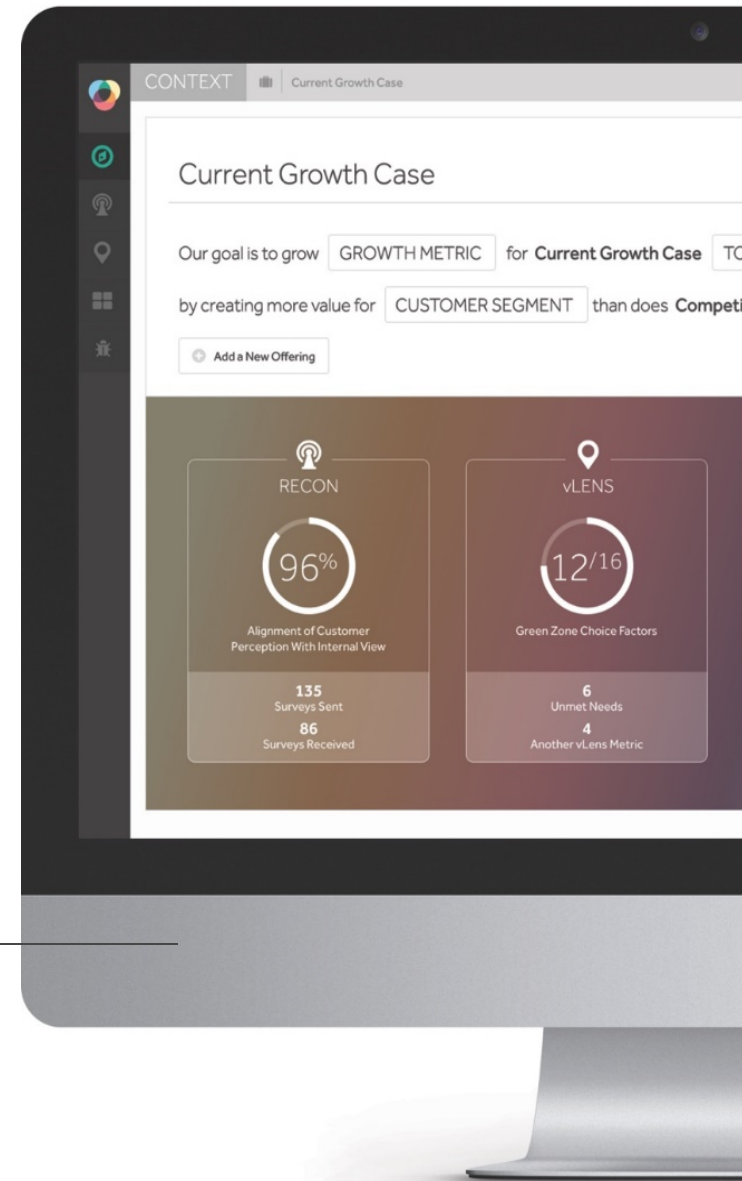 CONTEXT Current Growth Case
Current Growth Case
Our goal is to grow GROWTH METRIC for Current Growth Case
by creating more value for CUSTOMER SEGMENT than does
Add a New Offering
RECON
96%
Alignment of Customer
Perception With Internal View
135
Surveys Sent
86
Surveys Received
vLENS
12/16
Green Zone Choice Factors
6
Unmet Needs
4
Another vLens Metric